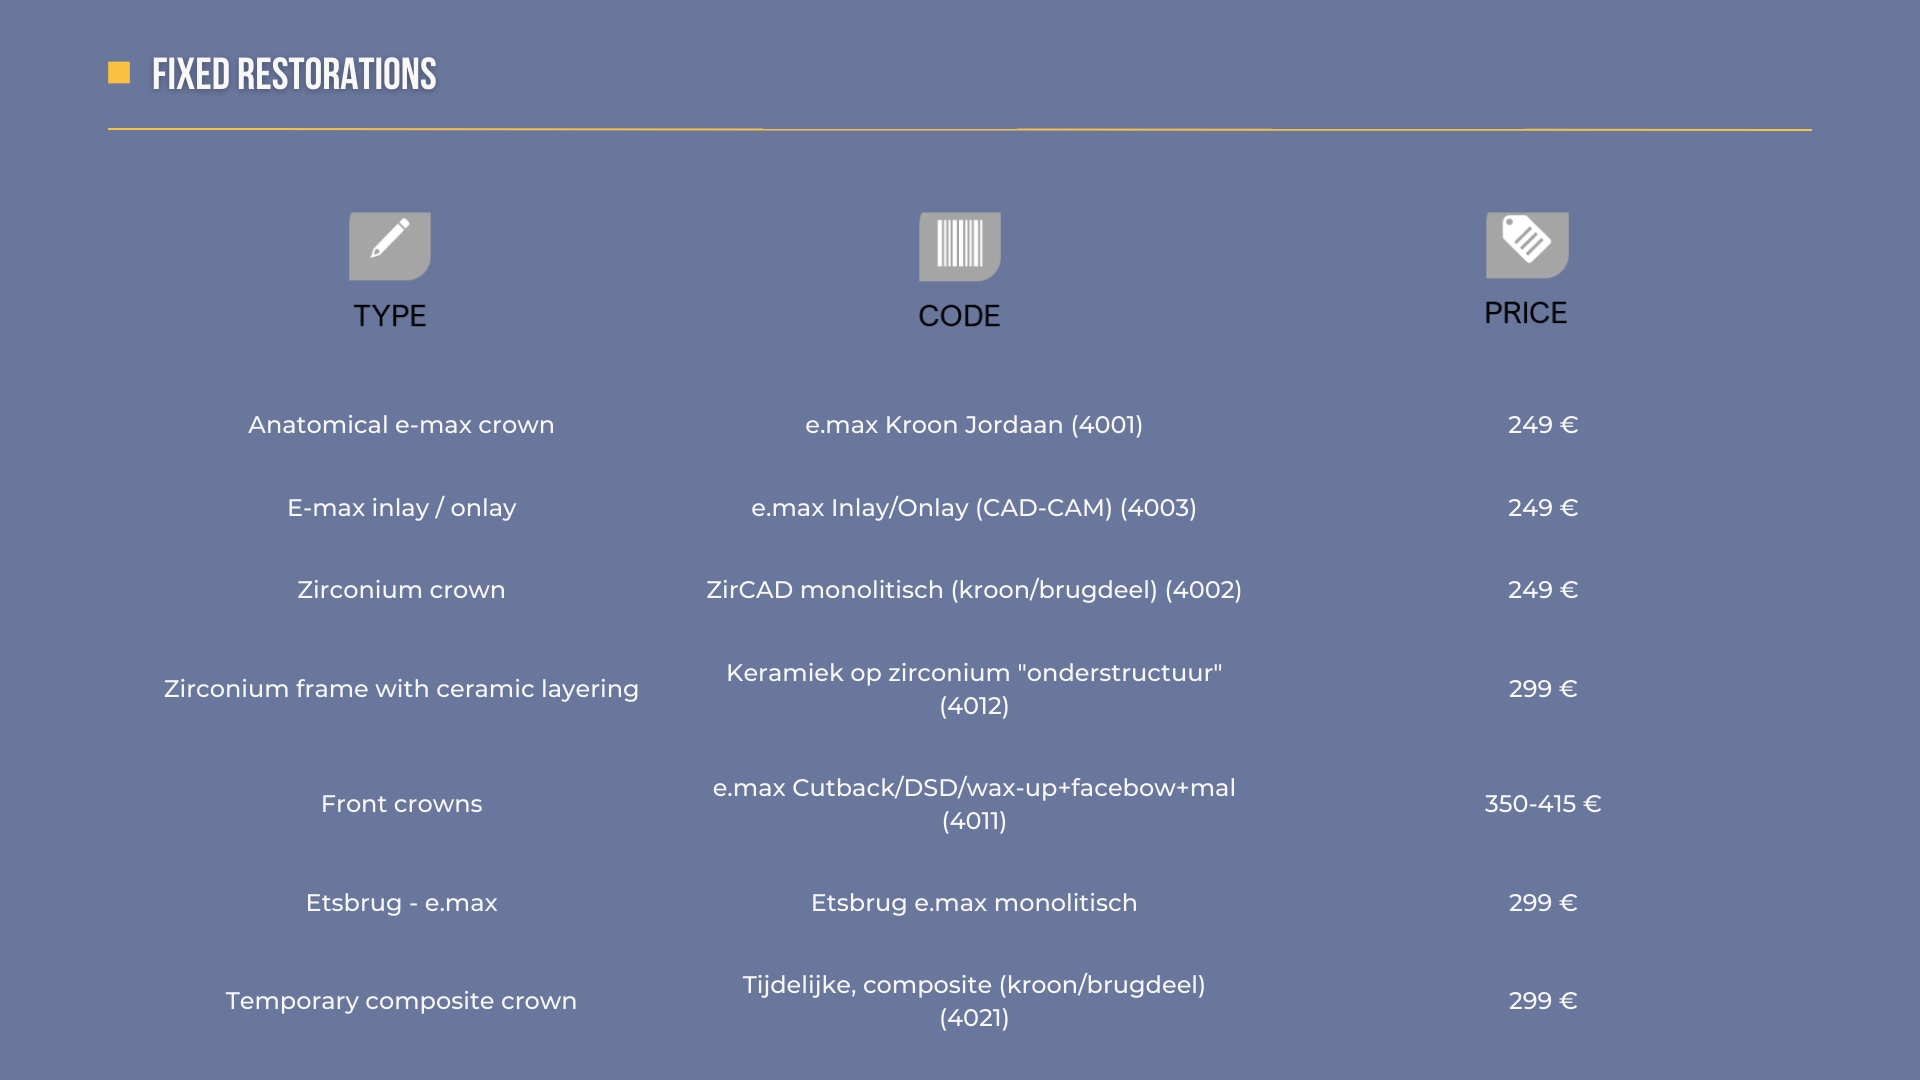 FIXED RESTORATIONS
TYPE CODE PRICE
Anatomical e-max crown e.max Kroon Jordaan (4001) 249 €
E-max inlay / onlay e.max Inlay/Onlay (CAD-CAM) (4003) 249 €
Zirconium crown ZirCAD monolitisch (kroon/brugdeel) (4002) 249 €
Zirconium frame with ceramic layering Keramiek op zirconium "onderstructuur" 299 €
(4012)
Front crowns e.max Cutback/DSD/wax-up+facebow+mal 350-415 €
(4011)
Etsbrug - e.max Etsbrug e.max monolitisch 299 €
Temporary composite crown Tijdelijke, composite (kroon/brugdeel) 299 €
(4021)